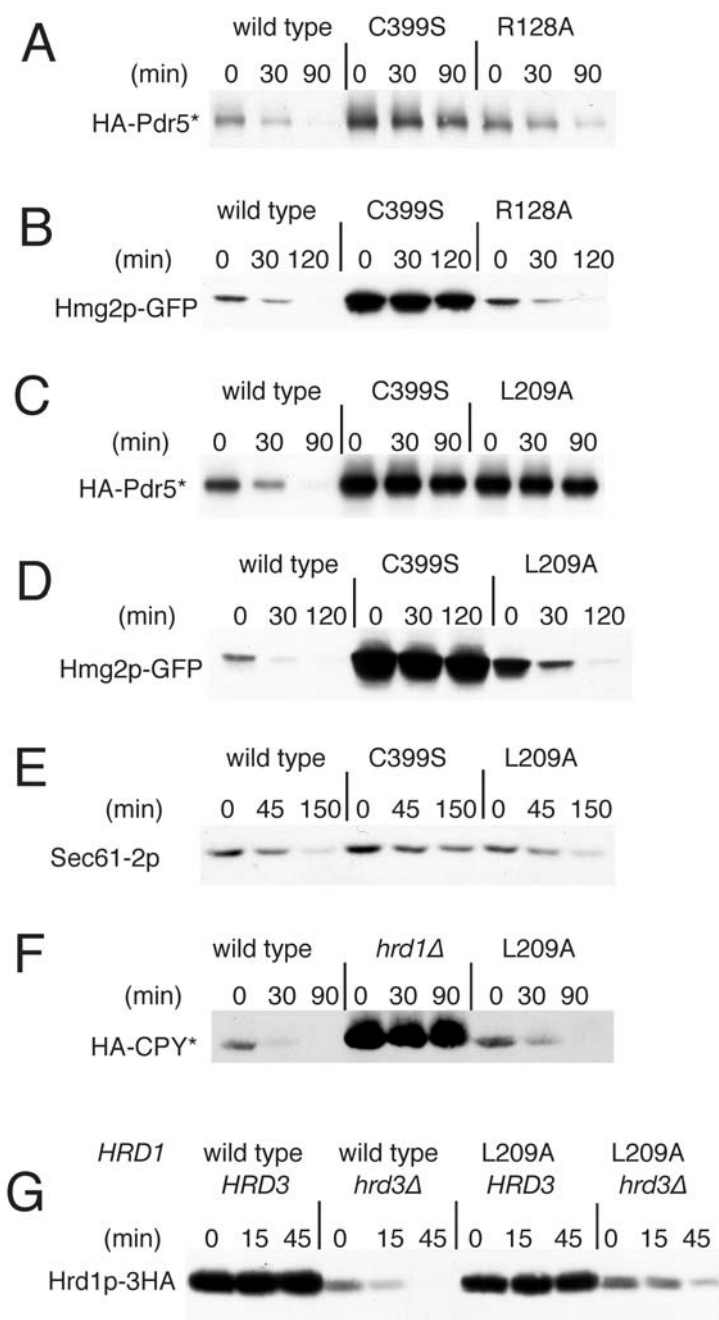 A
wild type C399S R128A
(min) 0 30 90 0 30 90 0 30 90
HA-Pdr5*
B
wild type C399S R128A
(min) 0 30 120 0 30 120 0 30 120
Hmg2p-GFP
C
wild type C399S L209A
(min) 0 30 90 0 30 90 0 30 90
HA-Pdr5*
D
wild type C399S L209A
(min) 0 30 120 0 30 120 0 30 120
Hmg2p-GFP
E
wild type C399S L209A
(min) 0 45 150 0 45 150 0 45 150
Sec61-2p
F
wild type hrd1Δ L209A
(min) 0 30 90 0 30 90 0 30 90
HA-CPY*
G
HRD1 wild type wild type L209A L209A
HRD3 hrd3Δ HRD3 hrd3Δ
(min) 0 15 45 0 15 45 0 15 45 0 15 45
Hrd1p-3HA